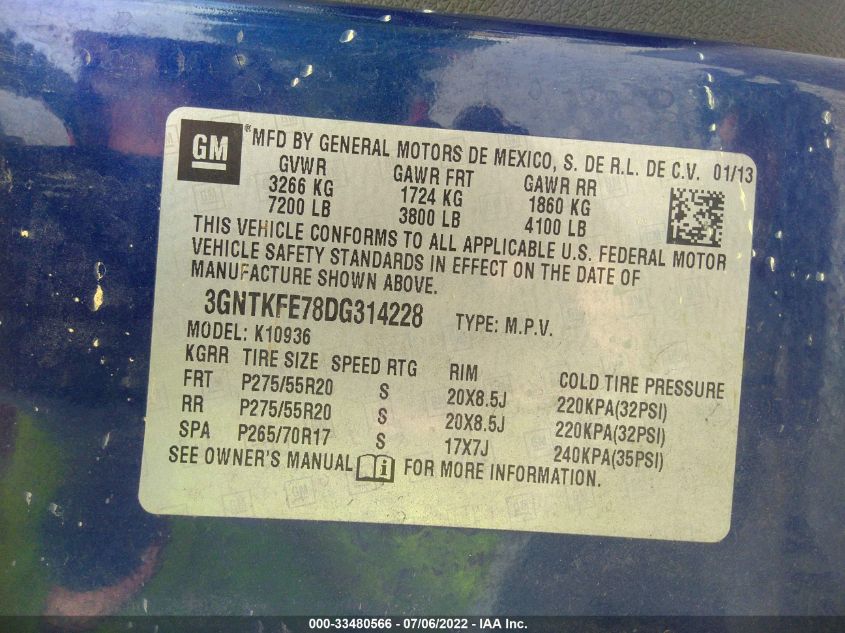 GM ®MFD BY GENERAL MOTORS DE MEXICO, S. DE R.L. DE C.V. 01/13
GVWR GAWR FRT GAWR RR
3266 KG 1724 KG 1860 KG
7200 LB 3800 LB 4100 LB
THIS VEHICLE CONFORMS TO ALL APPLICABLE U.S. FEDERAL MOTOR
VEHICLE SAFETY STANDARDS IN EFFECT ON THE DATE OF
MANUFACTURE SHOWN ABOVE.
3GNTKFE78DG314228 TYPE: M.P.V.
MODEL: K10936
KGRR TIRE SIZE SPEED RTG RIM COLD TIRE PRESSURE
FRT P275/55R20 S 20X8.5J 220KPA(32PSI)
RR P275/55R20 S 20X8.5J 220KPA(32PSI)
SPA P265/70R17 S 17X7J 240KPA(35PSI)
SEE OWNER'S MANUAL FOR MORE INFORMATION.
000-33480566 - 07/06/2022 - IAA Inc.